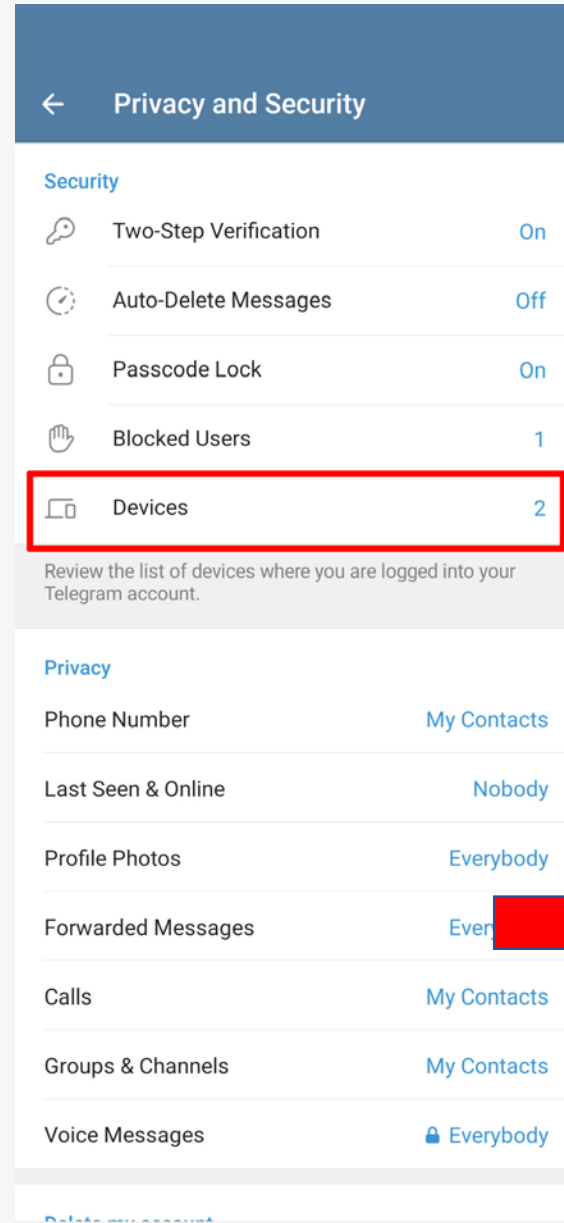 Privacy and Security
Security
Two-Step Verification On
Auto-Delete Messages Off
Passcode Lock On
Blocked Users 1
Devices 2
Review the list of devices where you are logged into your
Telegram account.
Privacy
Phone Number My Contacts
Last Seen & Online Nobody
Profile Photos Everybody
Forwarded Messages
Calls My Contacts
Groups & Channels My Contacts
Voice Messages Everybody
Delete my account